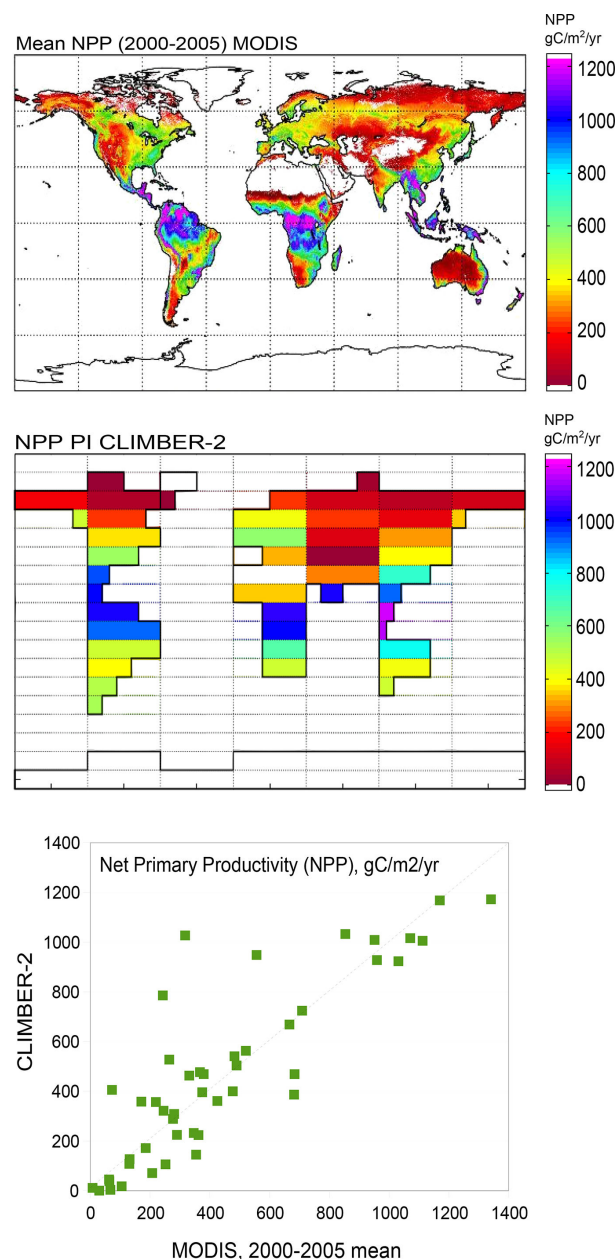 NPP
gC/m²/yr
Mean NPP (2000-2005) MODIS
1200
1000
800
600
400
200
0
NPP
gC/m²/yr
NPP PI CLIMBER-2
1200
1000
800
600
400
200
0
Net Primary Productivity (NPP), gC/m2/yr
CLIMBER-2
1400
1200
1000
800
600
400
200
0
0 200 400 600 800 1000 1200 1400
MODIS, 2000-2005 mean